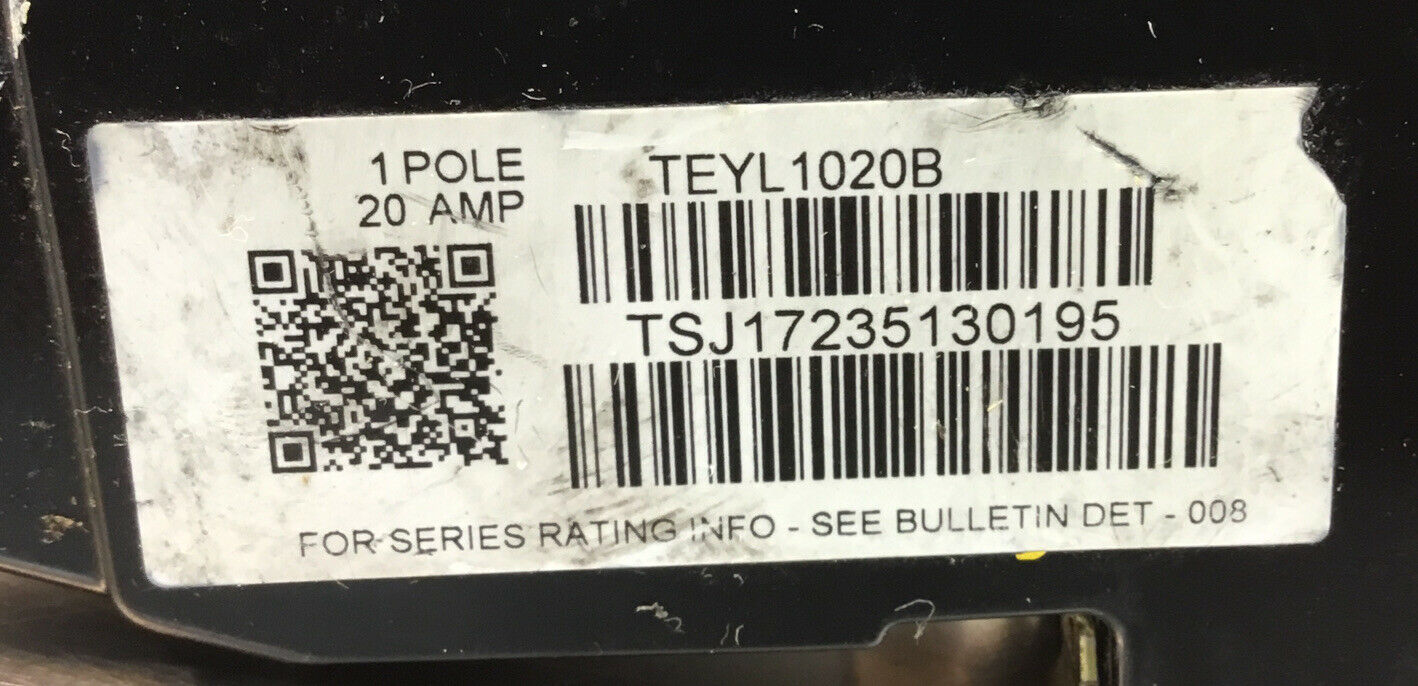 1 POLE
20 AMP
TEYL1020B
TSJ17235130195
FOR SERIES RATING INFO - SEE BULLETIN DET - 008